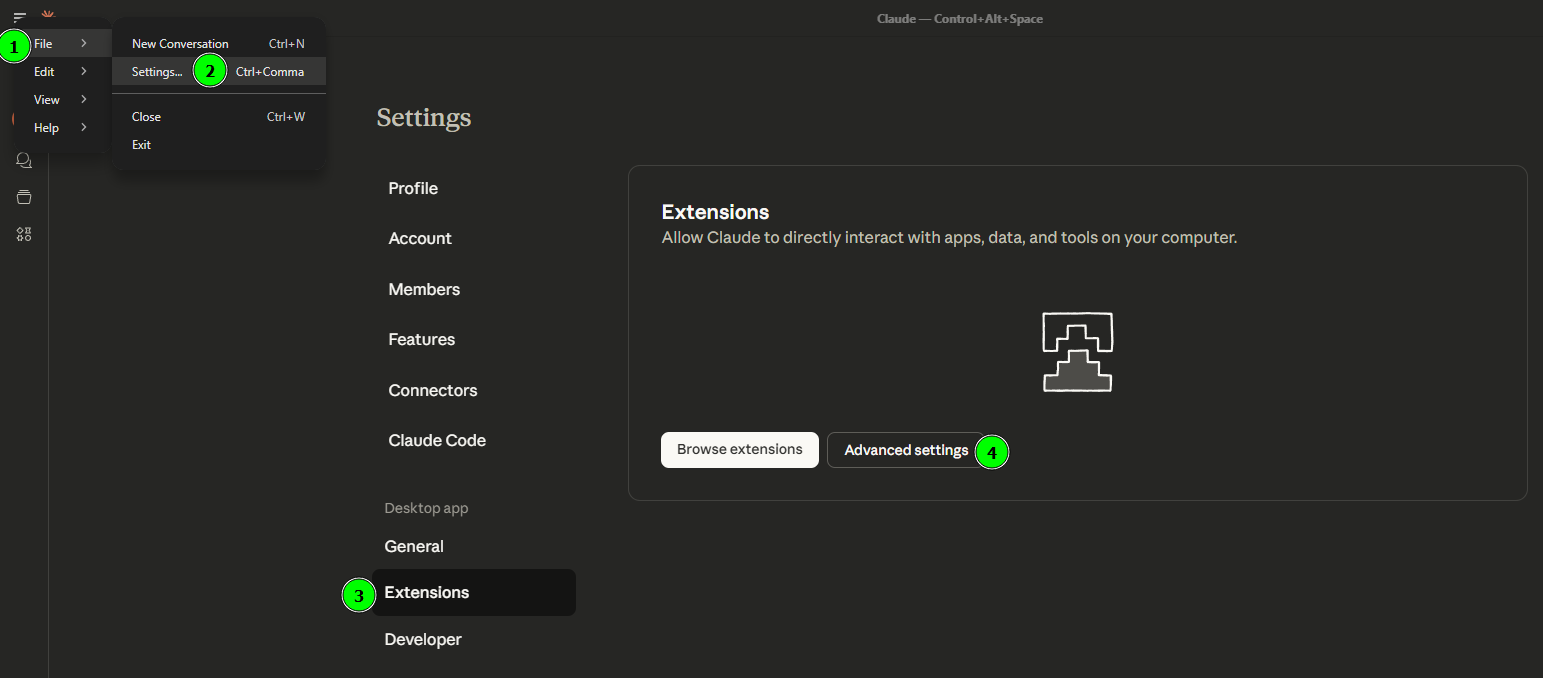 Claude — Control+Alt+Space
1 File
Edit
View
Help
New Conversation Ctrl+N
Settings... 2 Ctrl+Comma
Close Ctrl+W
Exit
Settings
Profile
Account
Members
Features
Connectors
Claude Code
Desktop app
General
3 Extensions
Developer
Extensions
Allow Claude to directly interact with apps, data, and tools on your computer.
Browse extensions Advanced settings 4